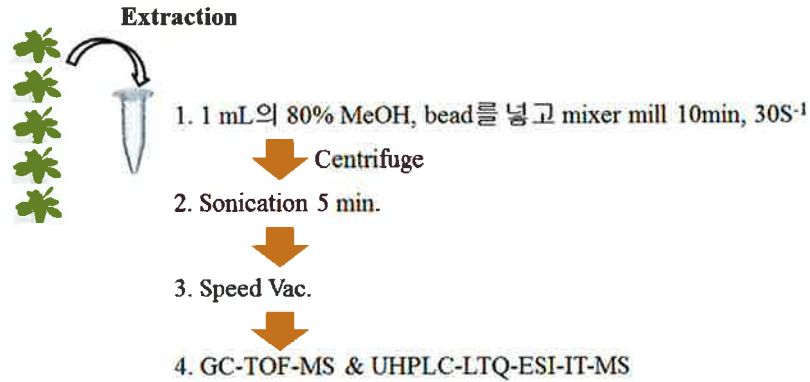 Extraction
1. 1 mL의 80% MeOH, bead를 넣고 mixer mill 10min, 30S⁻¹
Centrifuge
2. Sonication 5 min.
3. Speed Vac.
4. GC-TOF-MS & UHPLC-LTQ-ESI-IT-MS